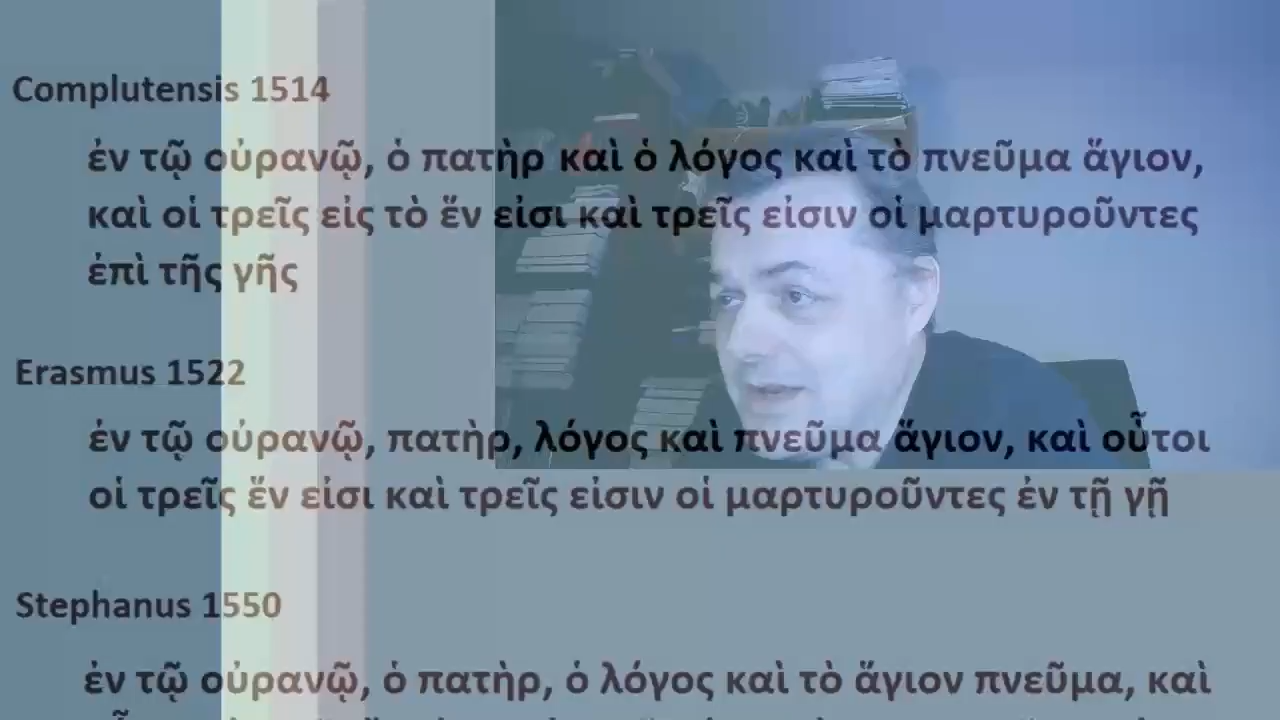 Complutensis 1514
ἐν τῷ οὐρανῷ, ὁ πατὴρ καὶ ὁ λόγος καὶ τὸ πνεῦμα ἅγιον,
καὶ οἱ τρεῖς εἰς τὸ ἕν εἰσι καὶ τρεῖς εἰσιν οἱ μαρτυροῦντες
ἐπὶ τῆς γῆς
Erasmus 1522
ἐν τῷ οὐρανῷ, πατὴρ, λόγος καὶ πνεῦμα ἅγιον, καὶ οὗτοι
οἱ τρεῖς ἕν εἰσι καὶ τρεῖς εἰσιν οἱ μαρτυροῦντες ἐν τῇ γῇ
Stephanus 1550
ἐν τῷ οὐρανῷ, ὁ πατὴρ, ὁ λόγος καὶ τὸ ἅγιον πνεῦμα, καὶ